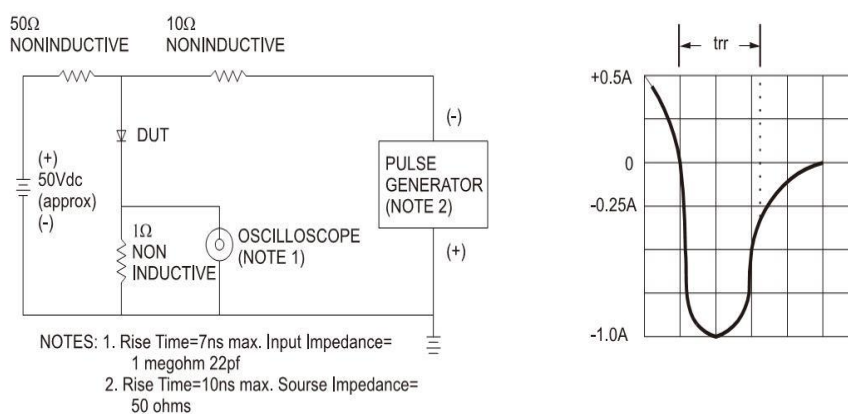 50Ω
NONINDUCTIVE
10Ω
NONINDUCTIVE
DUT
(+)
50Vdc
(approx)
(-)
1Ω
NON
INDUCTIVE
OSCILLOSCOPE
(NOTE 1)
(-)
PULSE
GENERATOR
(NOTE 2)
(+)
NOTES: 1. Rise Time=7ns max. Input Impedance=
1 megohm 22pf
2. Rise Time=10ns max. Sourse Impedance=
50 ohms
trr
+0.5A
0
-0.25A
-1.0A